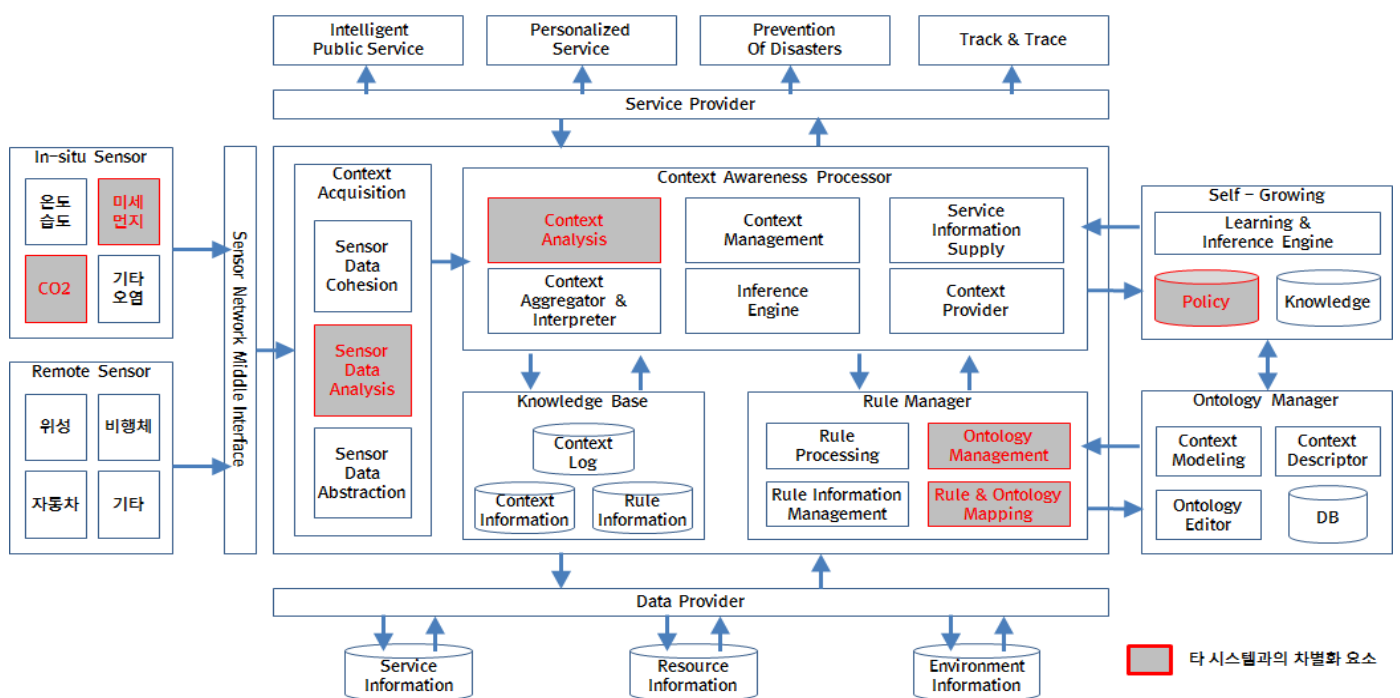 Intelligent
Public Service
Personalized
Service
Prevention
Of Disasters
Track & Trace
Service Provider
In-situ Sensor
온도
습도
미세
먼지
CO2
기타
오염
Remote Sensor
위성
비행체
자동차
기타
Sensor Network Middle Interface
Context
Acquisition
Sensor
Data
Cohesion
Sensor
Data
Analysis
Sensor
Data
Abstraction
Context Awareness Processor
Context
Analysis
Context
Management
Service
Information
Supply
Context
Aggregator &
Interpreter
Inference
Engine
Context
Provider
Knowledge Base
Context
Log
Context
Information
Rule
Information
Rule Manager
Rule
Processing
Ontology
Management
Rule Information
Management
Rule & Ontology
Mapping
Self - Growing
Learning &
Inference Engine
Policy
Knowledge
Ontology Manager
Context
Modeling
Context
Descriptor
Ontology
Editor
DB
Data Provider
Service
Information
Resource
Information
Environment
Information
타 시스템과의 차별화 요소